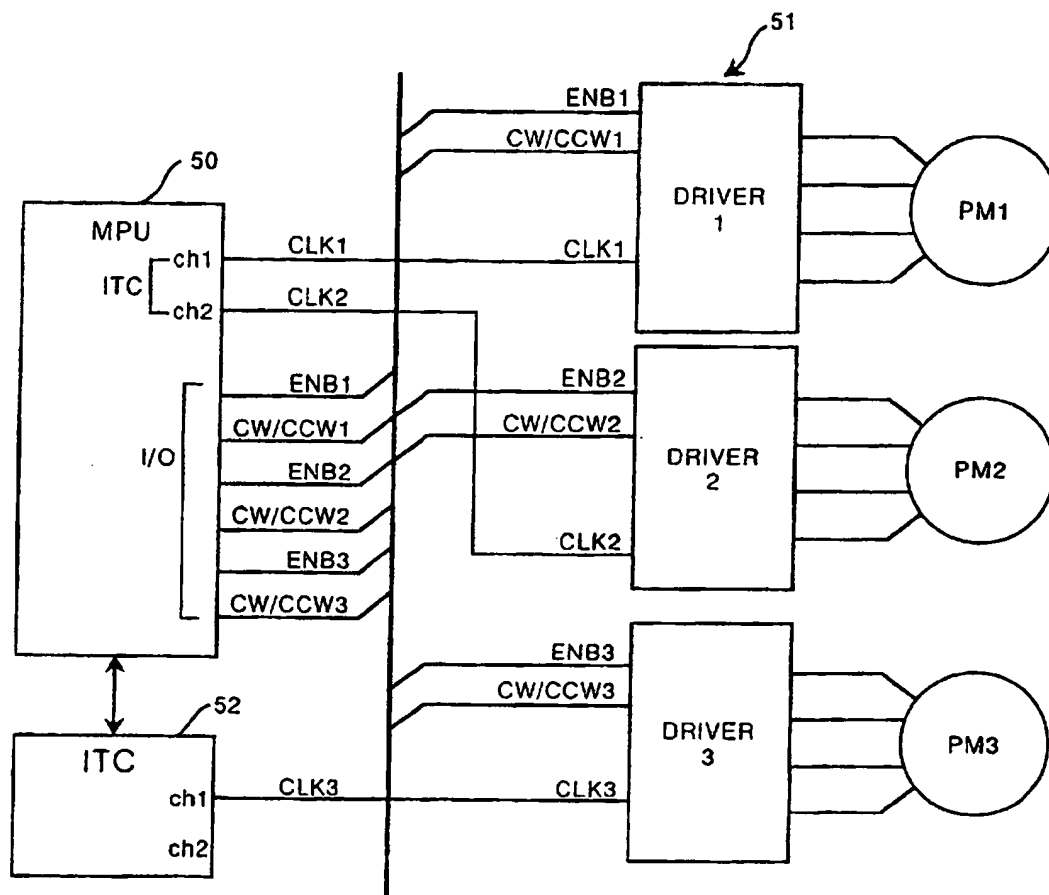 51
50
MPU
ITC
ch1
ch2
CLK1
CLK2
I/O
ENB1
CW/CCW1
ENB2
CW/CCW2
ENB3
CW/CCW3
52
ITC
ch1
ch2
CLK3
ENB1
CW/CCW1
CLK1
DRIVER
1
PM1
ENB2
CW/CCW2
CLK2
DRIVER
2
PM2
ENB3
CW/CCW3
CLK3
DRIVER
3
PM3